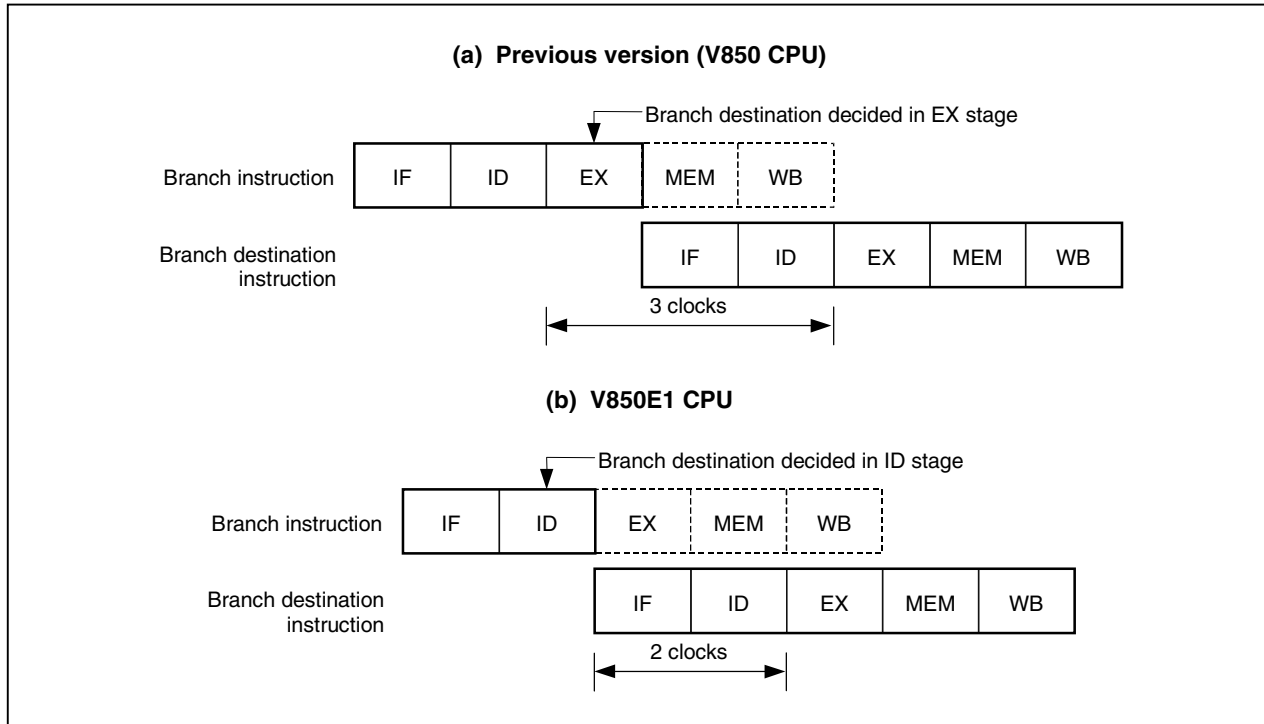 (a) Previous version (V850 CPU)
Branch destination decided in EX stage
Branch instruction IF ID EX MEM WB
Branch destination
instruction
IF ID EX MEM WB
3 clocks
(b) V850E1 CPU
Branch destination decided in ID stage
Branch instruction IF ID EX MEM WB
Branch destination
instruction
IF ID EX MEM WB
2 clocks